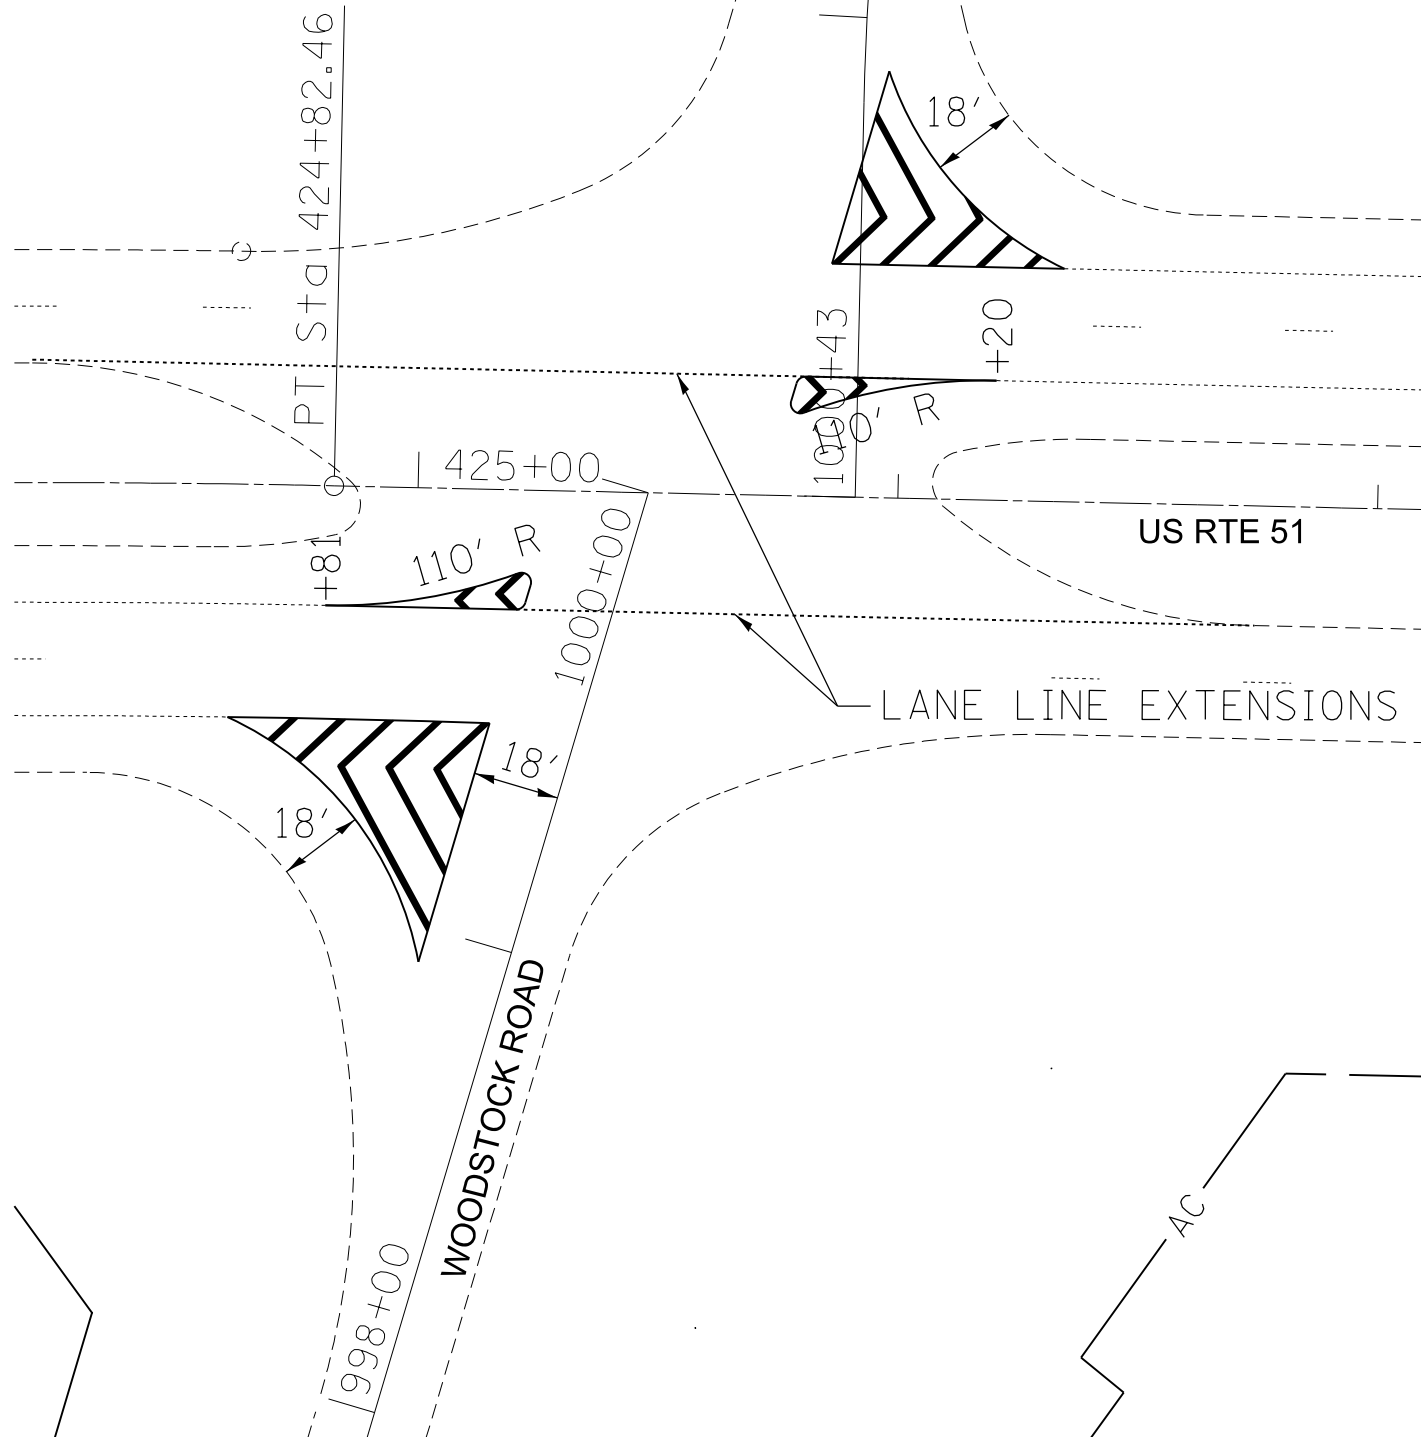 PT Sta 424+82.46
18'
1000+43
+20
110' R
425+00
1000+00
US RTE 51
+81
110' R
LANE LINE EXTENSIONS
18'
18'
WOODSTOCK ROAD
998+00
AC